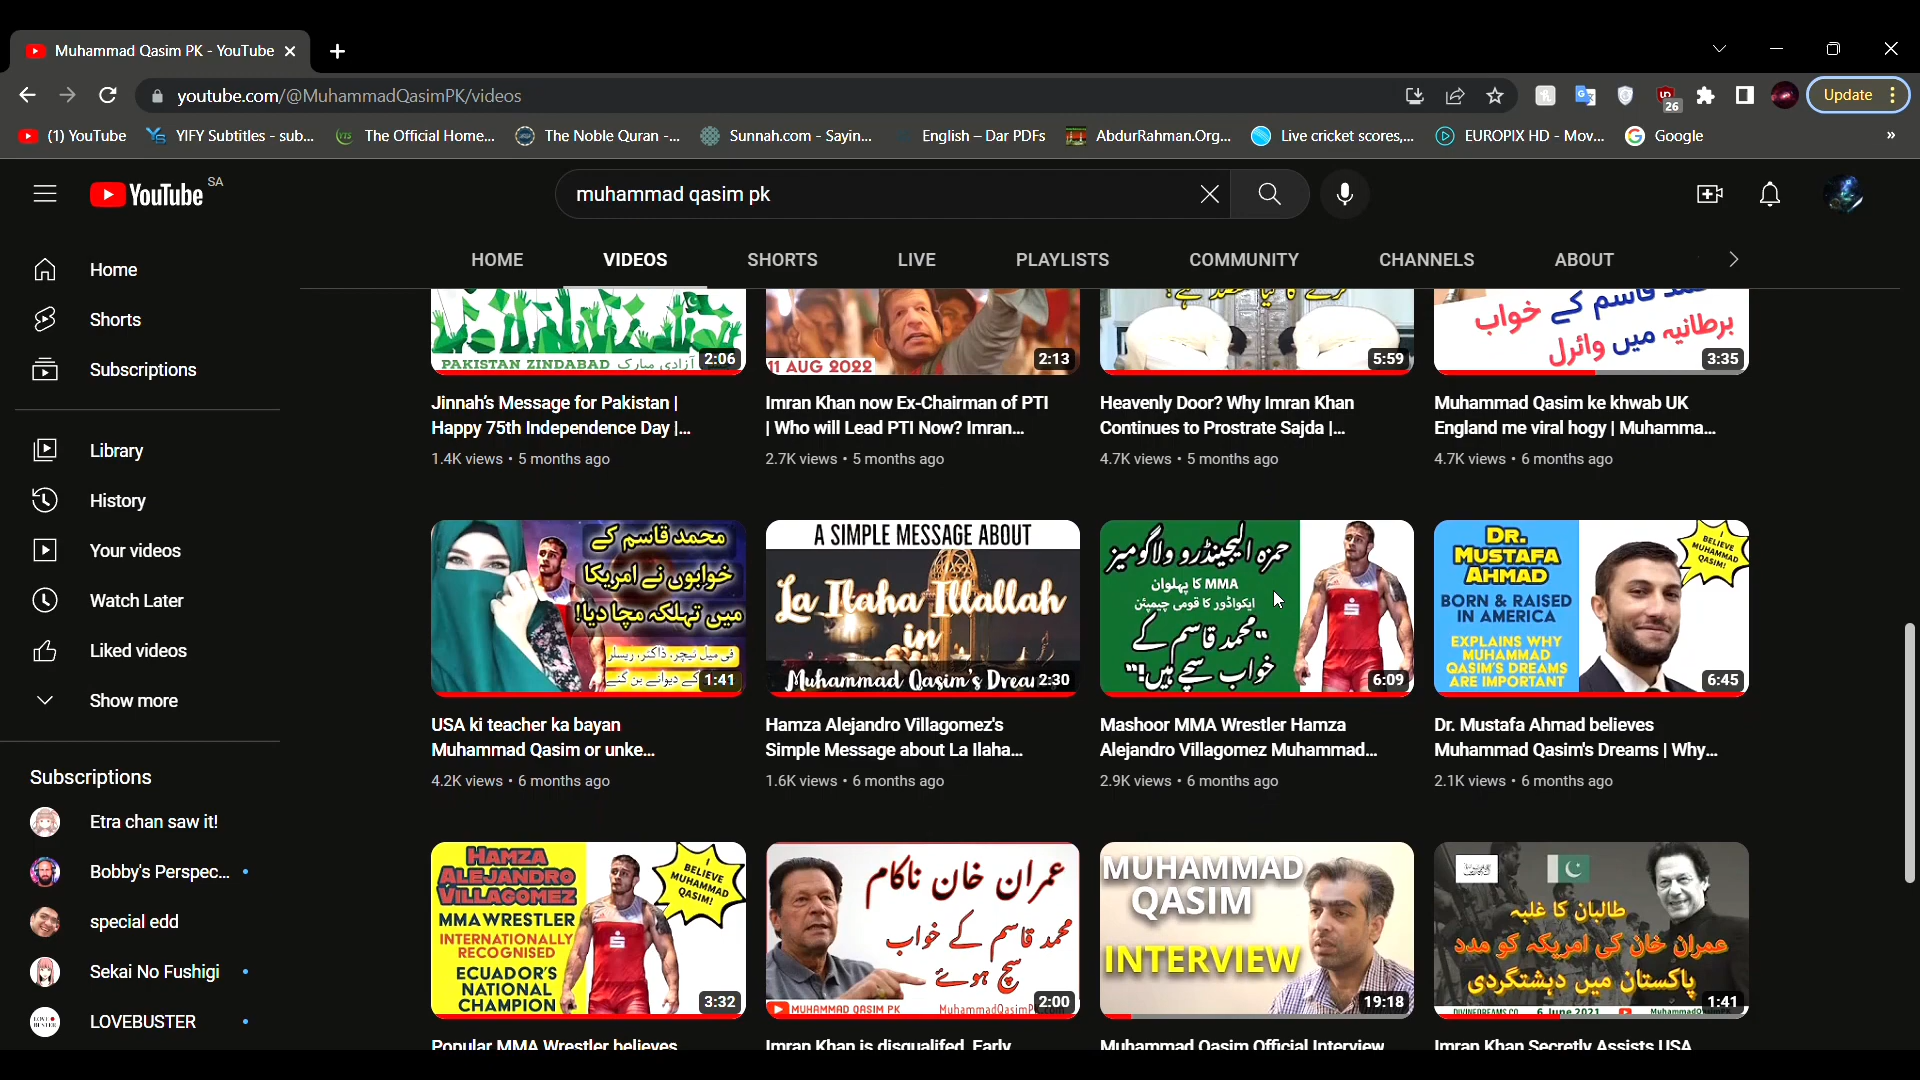 Muhammad Qasim PK - YouTube
youtube.com/@MuhammadQasimPK/videos
26
Update
(1) YouTube
YIFY Subtitles - sub...
The Official Home...
The Noble Quran -...
Sunnah.com - Sayin...
English – Dar PDFs
AbdurRahman.Org...
Live cricket scores,...
EUROPIX HD - Mov...
Google
»
YouTube SA
muhammad qasim pk
Home
Shorts
Subscriptions
Library
History
Your videos
Watch Later
Liked videos
Show more
Subscriptions
Etra chan saw it!
Bobby's Perspec...
special edd
Sekai No Fushigi
LOVEBUSTER
HOME
VIDEOS
SHORTS
LIVE
PLAYLISTS
COMMUNITY
CHANNELS
ABOUT
PAKISTAN ZINDABAD
آزادی مبارک
2:06
11 AUG 2022
2:13
5:59
محمد قاسم کے خواب
برطانیہ میں وائرل
3:35
Jinnah's Message for Pakistan |
Happy 75th Independence Day |...
1.4K views • 5 months ago
Imran Khan now Ex-Chairman of PTI
| Who will Lead PTI Now? Imran...
2.7K views • 5 months ago
Heavenly Door? Why Imran Khan
Continues to Prostrate Sajda |...
4.7K views • 5 months ago
Muhammad Qasim ke khwab UK
England me viral hogy | Muhamma...
4.7K views • 6 months ago
محمد قاسم کے
خوابوں نے امریکا
میں تہلکہ مچا دیا!
فی میل ٹیچر، ڈاکٹر، ریسلر
کے دیوانے بن گئے
1:41
A SIMPLE MESSAGE ABOUT
La Ilaha Illallah
in
Muhammad Qasim's Drea
2:30
حمزہ الیجینڈرو ولاگومیز
MMA کا پہلوان
ایکواڈور کا قومی چیمپئن
"محمد قاسم کے
خواب سچے ہیں!"
6:09
DR.
MUSTAFA
AHMAD
BORN & RAISED
IN AMERICA
EXPLAINS WHY
MUHAMMAD
QASIM'S DREAMS
ARE IMPORTANT
I BELIEVE
MUHAMMAD
QASIM!
6:45
USA ki teacher ka bayan
Muhammad Qasim or unke...
4.2K views • 6 months ago
Hamza Alejandro Villagomez's
Simple Message about La Ilaha...
1.6K views • 6 months ago
Mashoor MMA Wrestler Hamza
Alejandro Villagomez Muhammad...
2.9K views • 6 months ago
Dr. Mustafa Ahmad believes
Muhammad Qasim's Dreams | Why...
2.1K views • 6 months ago
HAMZA
ALEJANDRO
VILLAGOMEZ
MMA WRESTLER
INTERNATIONALLY
RECOGNISED
ECUADOR'S
NATIONAL
CHAMPION
I
BELIEVE
MUHAMMAD
QASIM!
3:32
عمران خان ناکام
محمد قاسم کے خواب
سچ ہوئے
MUHAMMAD QASIM PK
2:00
MUHAMMAD
QASIM
INTERVIEW
19:18
طالبان کا غلبہ
عمران خان کی امریکہ کو مدد
پاکستان میں دہشتگردی
DIVINEDREAMS.CO
6 June 2021
1:41
Popular MMA Wrestler believes
Imran Khan is disqualifed, Early
Muhammad Qasim Official Interview
Imran Khan Secretly Assists USA